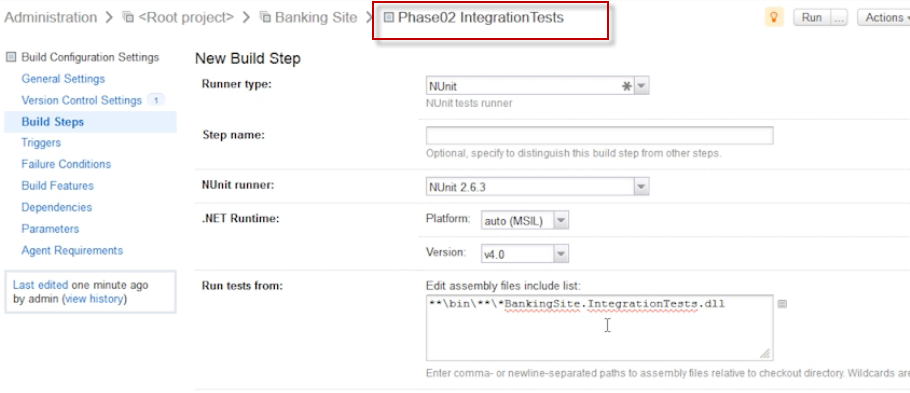 Administration > <Root project> > Banking Site > Phase02 IntegrationTests
Run ... Actions
Build Configuration Settings
General Settings
Version Control Settings 1
Build Steps
Triggers
Failure Conditions
Build Features
Dependencies
Parameters
Agent Requirements
Last edited one minute ago
by admin (view history)
New Build Step
Runner type:
NUnit
NUnit tests runner
Step name:
Optional, specify to distinguish this build step from other steps.
NUnit runner:
NUnit 2.6.3
.NET Runtime:
Platform: auto (MSIL)
Version: v4.0
Run tests from:
Edit assembly files include list:
**\bin\**\*BankingSite.IntegrationTests.dll
Enter comma- or newline-separated paths to assembly files relative to checkout directory. Wildcards are